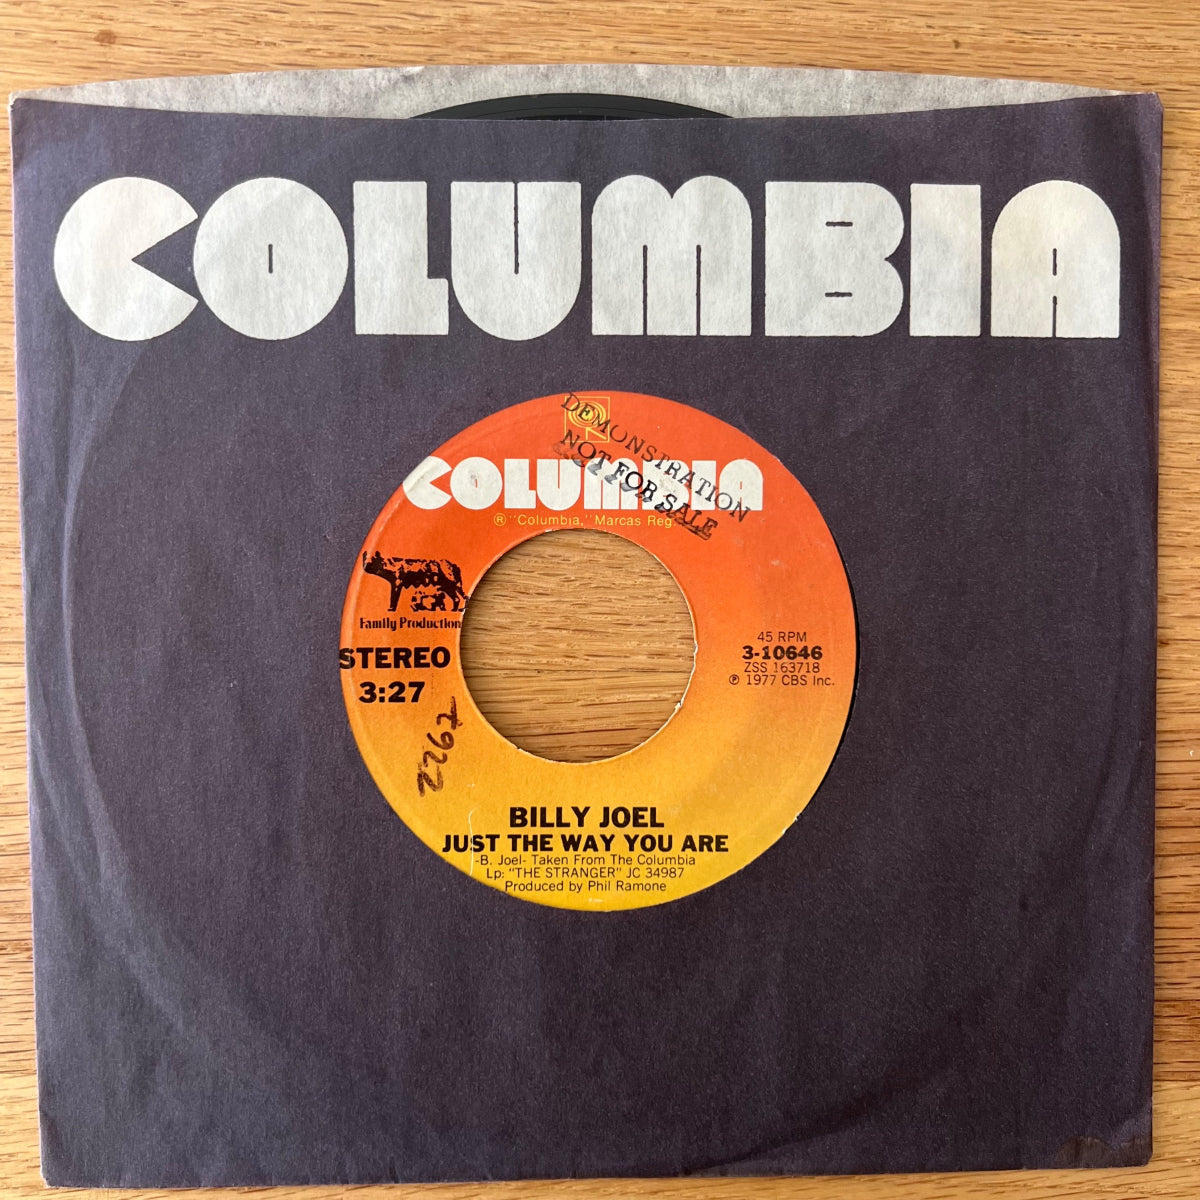 COLUMBIA
DEMONSTRATION
NOT FOR SALE
COLUMBIA
® "Columbia," Marcas Reg.
Family Production
STEREO
3:27
2267
45 RPM
3-10646
ZSS 163718
℗ 1977 CBS Inc.
BILLY JOEL
JUST THE WAY YOU ARE
-B. Joel- Taken From The Columbia
Lp: "THE STRANGER" JC 34987
Produced by Phil Ramone